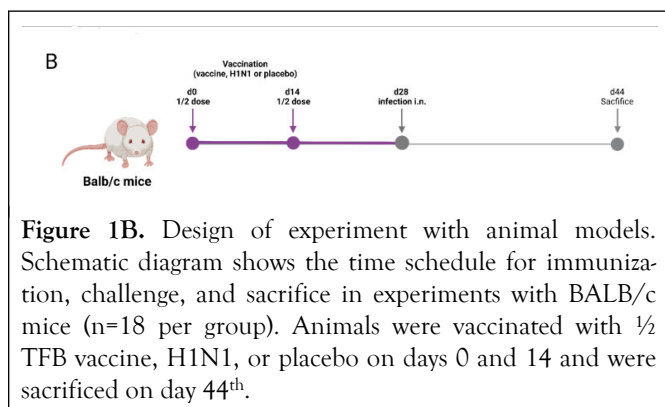 B
Vaccination
(vaccine, H1N1 or placebo)
d0
1/2 dose
d14
1/2 dose
d28
infection i.n.
d44
Sacfifice
Balb/c mice
Figure 1B. Design of experiment with animal models.
Schematic diagram shows the time schedule for immuniza-
tion, challenge, and sacrifice in experiments with BALB/c
mice (n=18 per group). Animals were vaccinated with ½
TFB vaccine, H1N1, or placebo on days 0 and 14 and were
sacrificed on day 44th.